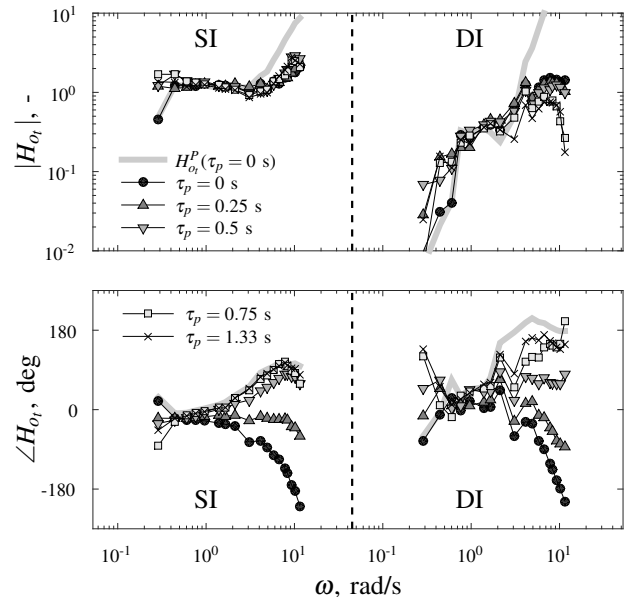 SI
DI
10^1
10^0
10^-1
10^-2
|H_{o_t}|, -
H^P_{o_t}(τ_p = 0 s)
τ_p = 0 s
τ_p = 0.25 s
τ_p = 0.5 s
τ_p = 0.75 s
τ_p = 1.33 s
180
0
-180
∠H_{o_t}, deg
SI
DI
10^-1 10^0 10^1 10^-1 10^0 10^1
ω, rad/s